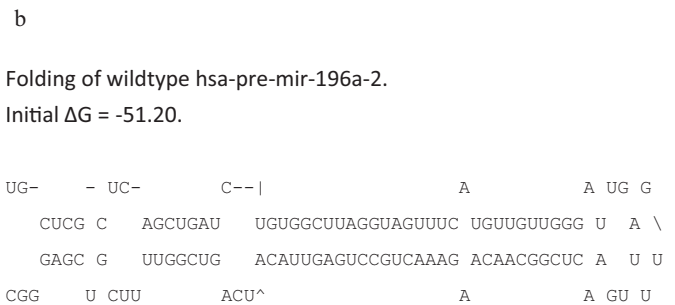 b
Folding of wildtype hsa-pre-mir-196a-2.
Initial ΔG = -51.20.
UG- - UC- C--| A A UG G
CUCG C AGCUGAU UGUGGCUUAGGUAGUUUC UGUUGUUGGG U A \
GAGC G UUGGCUG ACAUUGAGUCCGUCAAAG ACAACGGCUC A U U
CGG U CUU ACU^ A A GU U